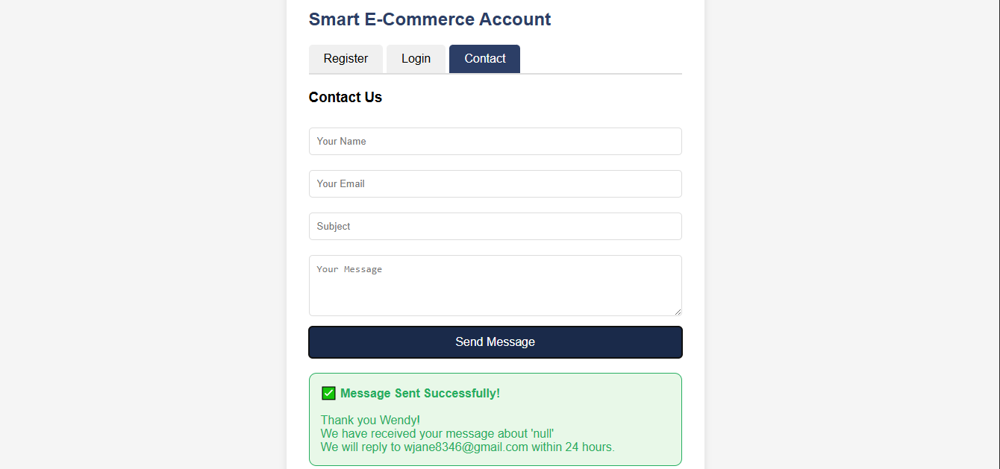 Smart E-Commerce Account
Register Login Contact
Contact Us
Your Name
Your Email
Subject
Your Message
Send Message
✅ Message Sent Successfully!
Thank you Wendy!
We have received your message about 'null'
We will reply to wjane8346@gmail.com within 24 hours.